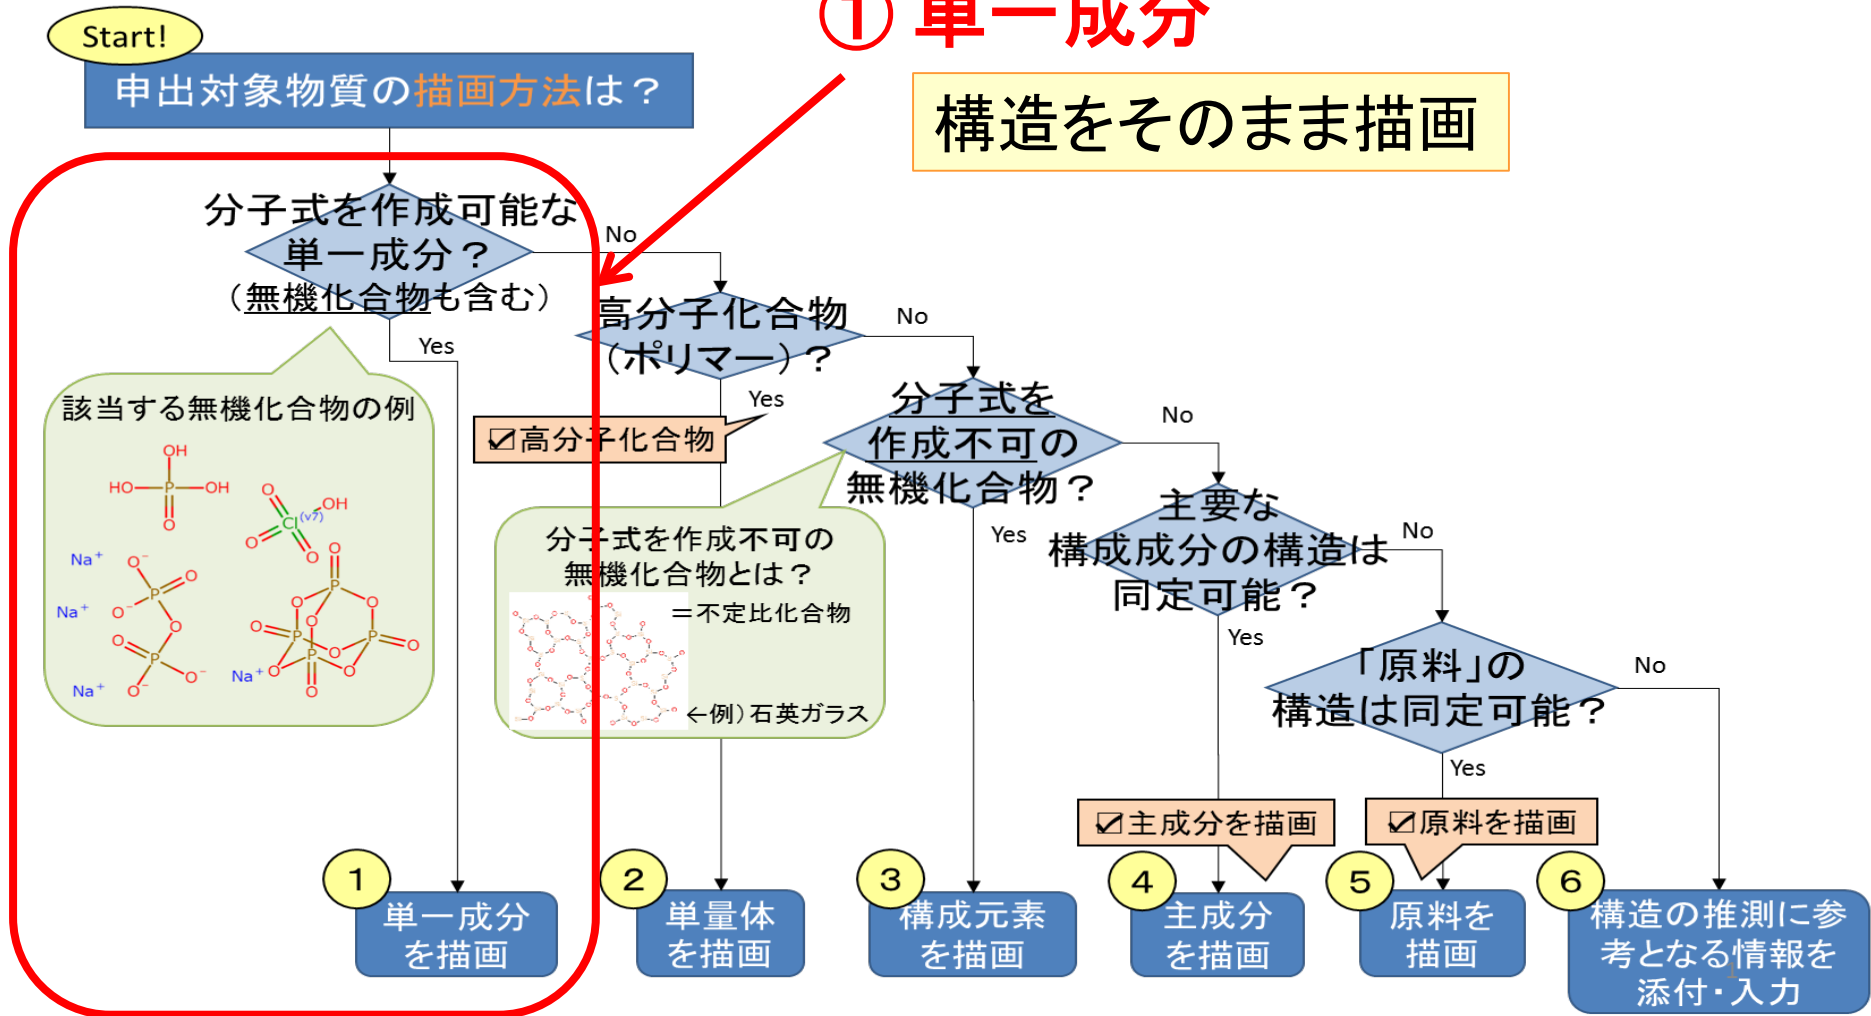 ① 単一成分
Start!
申出対象物質の描画方法は？
構造をそのまま描画
分子式を作成可能な
単一成分？
（無機化合物も含む）
No
Yes
高分子化合物
（ポリマー）？
No
Yes
☑高分子化合物
分子式を
作成不可の
無機化合物？
No
Yes
主要な
構成成分の構造は
同定可能？
No
Yes
「原料」の
構造は同定可能？
No
Yes
該当する無機化合物の例
OH
HO P OH
O
O OH
Cl (v7)
O O
Na⁺ O⁻ O
P
Na⁺ O⁻
O
O P
O⁻
Na⁺ O⁻
O
P
O O
O
O P P O
O
P
Na⁺ O O
O
分子式を作成不可の
無機化合物とは？
＝不定比化合物
←例）石英ガラス
☑主成分を描画
☑原料を描画
1
単一成分
を描画
2
単量体
を描画
3
構成元素
を描画
4
主成分
を描画
5
原料を
描画
6
構造の推測に参
考となる情報を
添付・入力
1